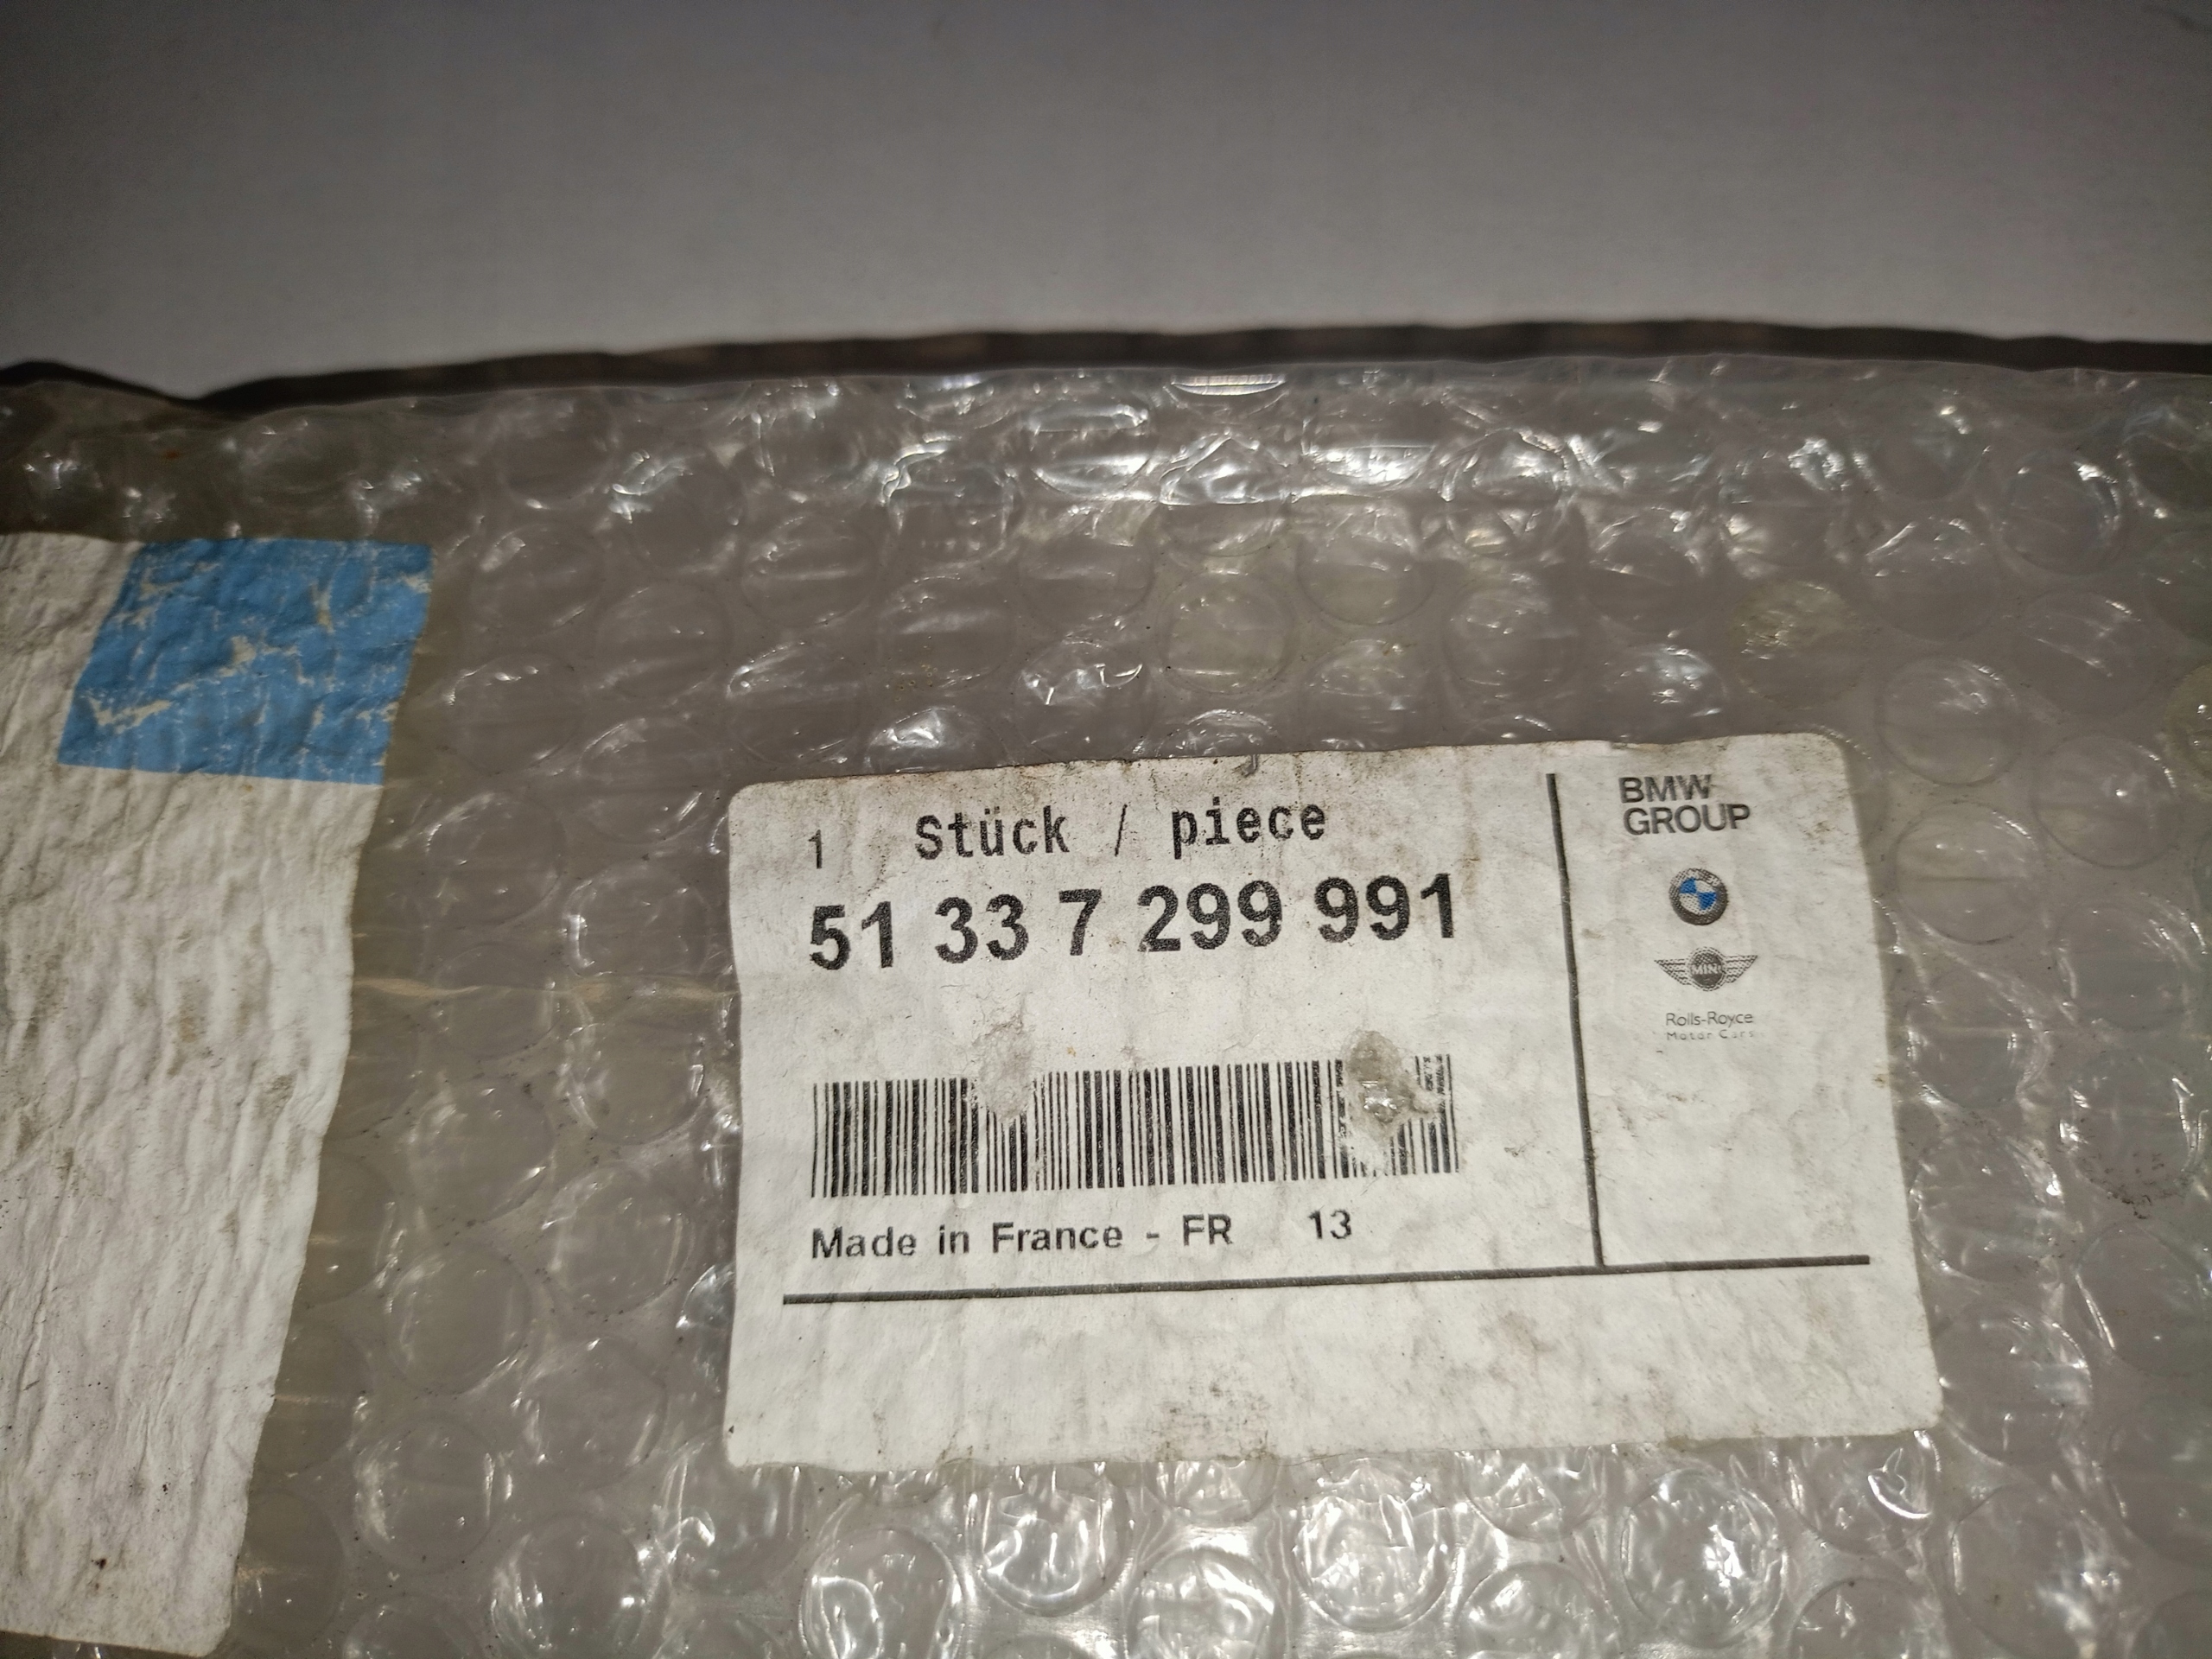 1 Stück / piece
51 33 7 299 991
Made in France - FR 13
BMW
GROUP
MINI
Rolls-Royce
Motor Cars